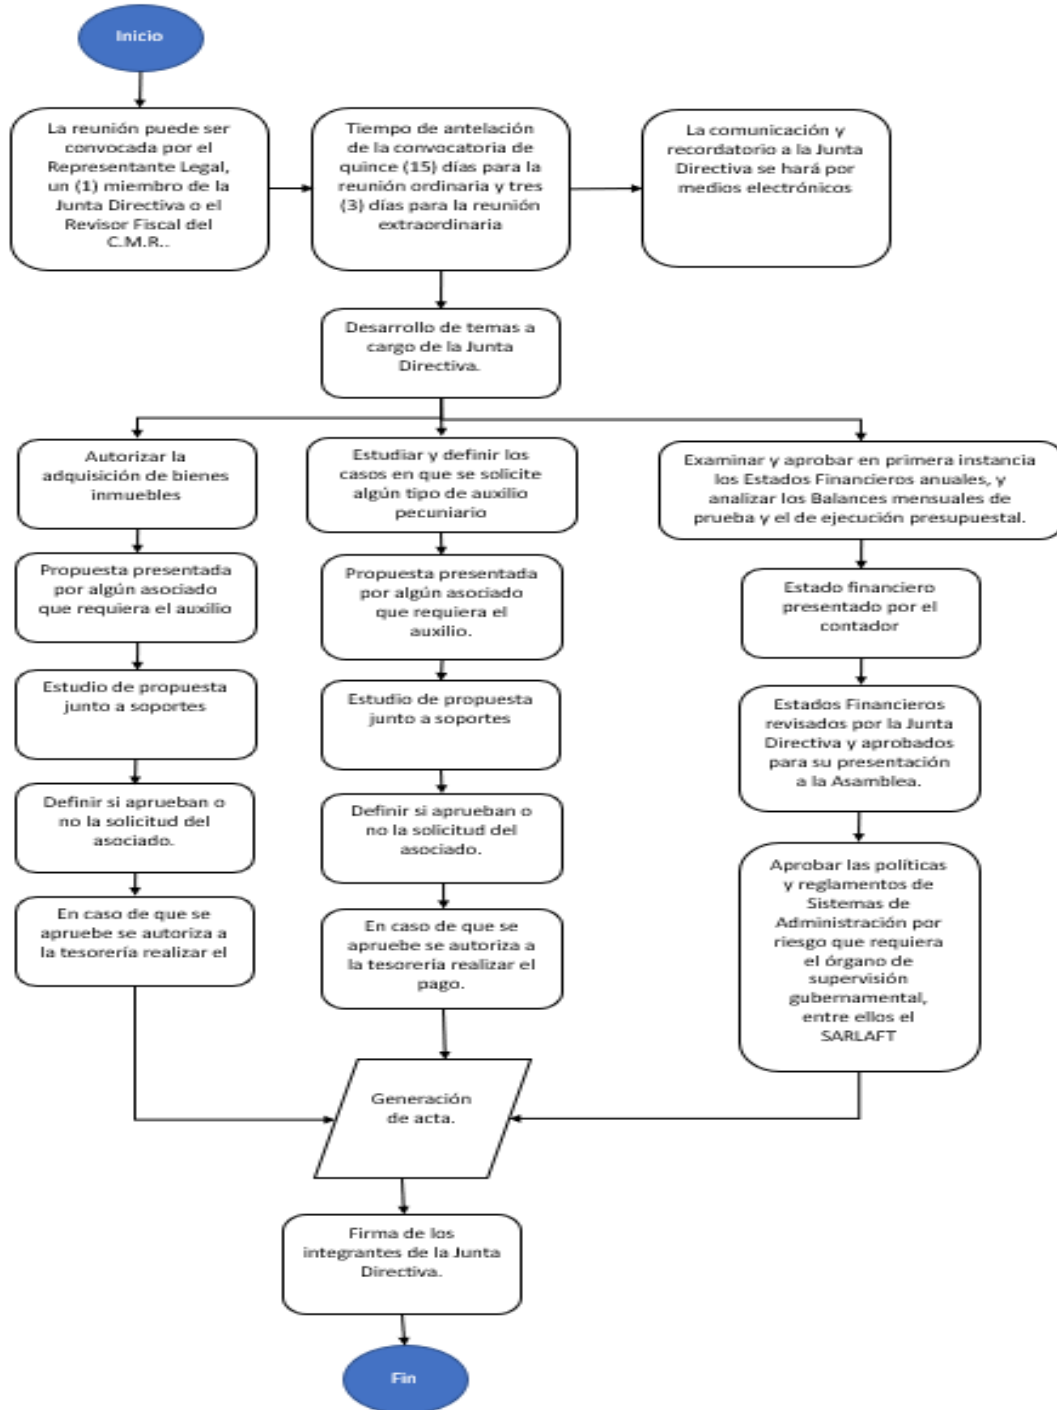 Inicio
La reunión puede ser
convocada por el
Representante Legal,
un (1) miembro de la
Junta Directiva o el
Revisor Fiscal del
C.M.R..
Tiempo de antelación
de la convocatoria de
quince (15) días para la
reunión ordinaria y tres
(3) días para la reunión
extraordinaria
La comunicación y
recordatorio a la Junta
Directiva se hará por
medios electrónicos
Desarrollo de temas a
cargo de la Junta
Directiva.
Autorizar la
adquisición de bienes
inmuebles
Propuesta presentada
por algún asociado
que requiera el auxilio
Estudio de propuesta
junto a soportes
Definir si aprueban o
no la solicitud del
asociado.
En caso de que se
apruebe se autoriza a
la tesorería realizar el
Estudiar y definir los
casos en que se solicite
algún tipo de auxilio
pecuniario
Propuesta presentada
por algún asociado
que requiera el
auxilio.
Estudio de propuesta
junto a soportes
Definir si aprueban o
no la solicitud del
asociado.
En caso de que se
apruebe se autoriza a
la tesorería realizar el
pago.
Examinar y aprobar en primera instancia
los Estados Financieros anuales, y
analizar los Balances mensuales de
prueba y el de ejecución presupuestal.
Estado financiero
presentado por el
contador
Estados Financieros
revisados por la Junta
Directiva y aprobados
para su presentación
a la Asamblea.
Aprobar las políticas
y reglamentos de
Sistemas de
Administración por
riesgo que requiera
el órgano de
supervisión
gubernamental,
entre ellos el
SARLAFT
Generación
de acta.
Firma de los
integrantes de la Junta
Directiva.
Fin